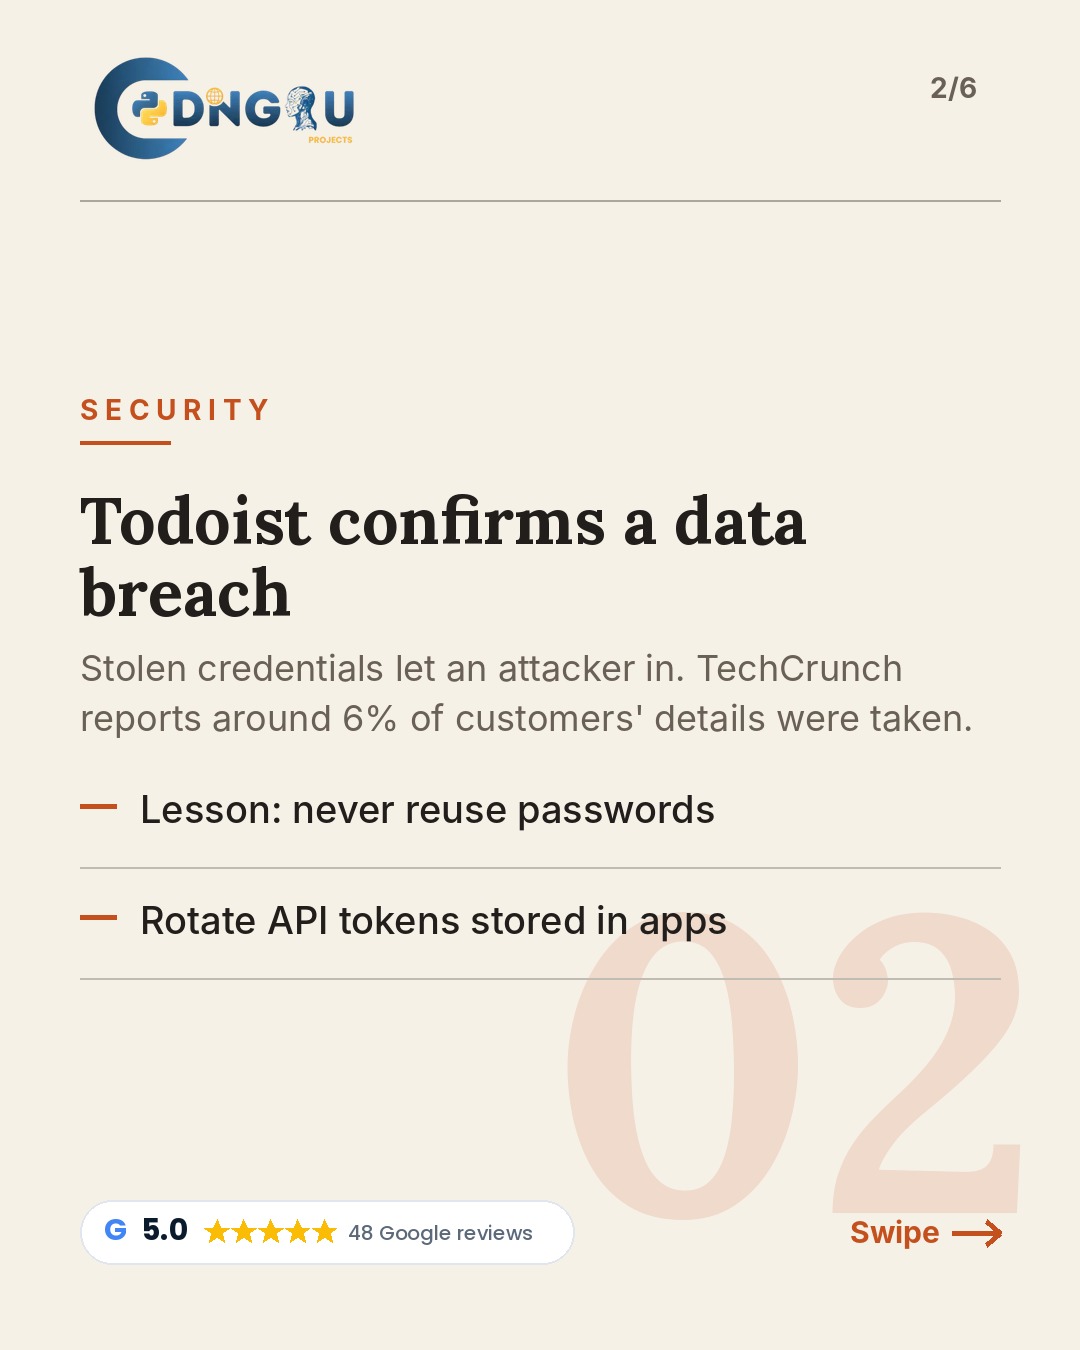 CDNGRU
PROJECTS
2/6
SECURITY
Todoist confirms a data
breach
Stolen credentials let an attacker in. TechCrunch
reports around 6% of customers' details were taken.
Lesson: never reuse passwords
Rotate API tokens stored in apps
02
G 5.0 48 Google reviews
Swipe